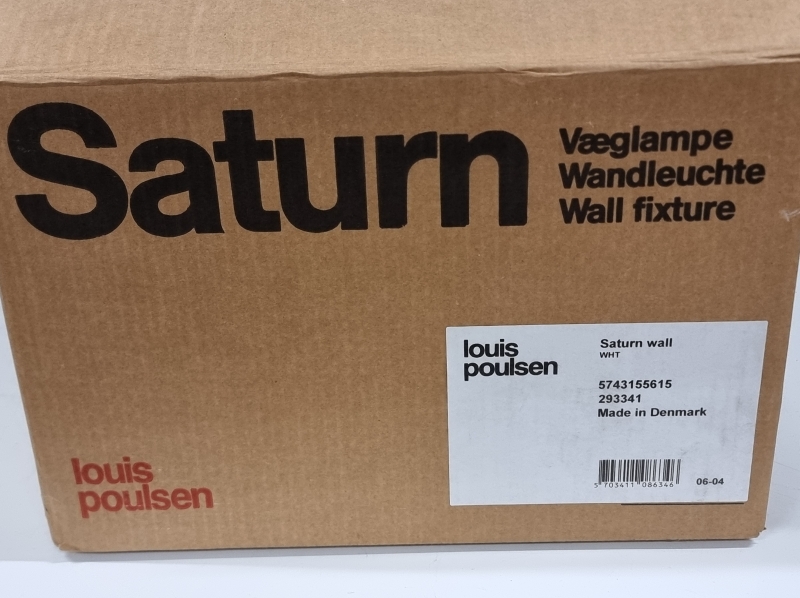 Saturn
Væglampe
Wandleuchte
Wall fixture
louis
poulsen
Saturn wall
WHT
5743155615
293341
Made in Denmark
5 703411 086346
06-04
louis
poulsen